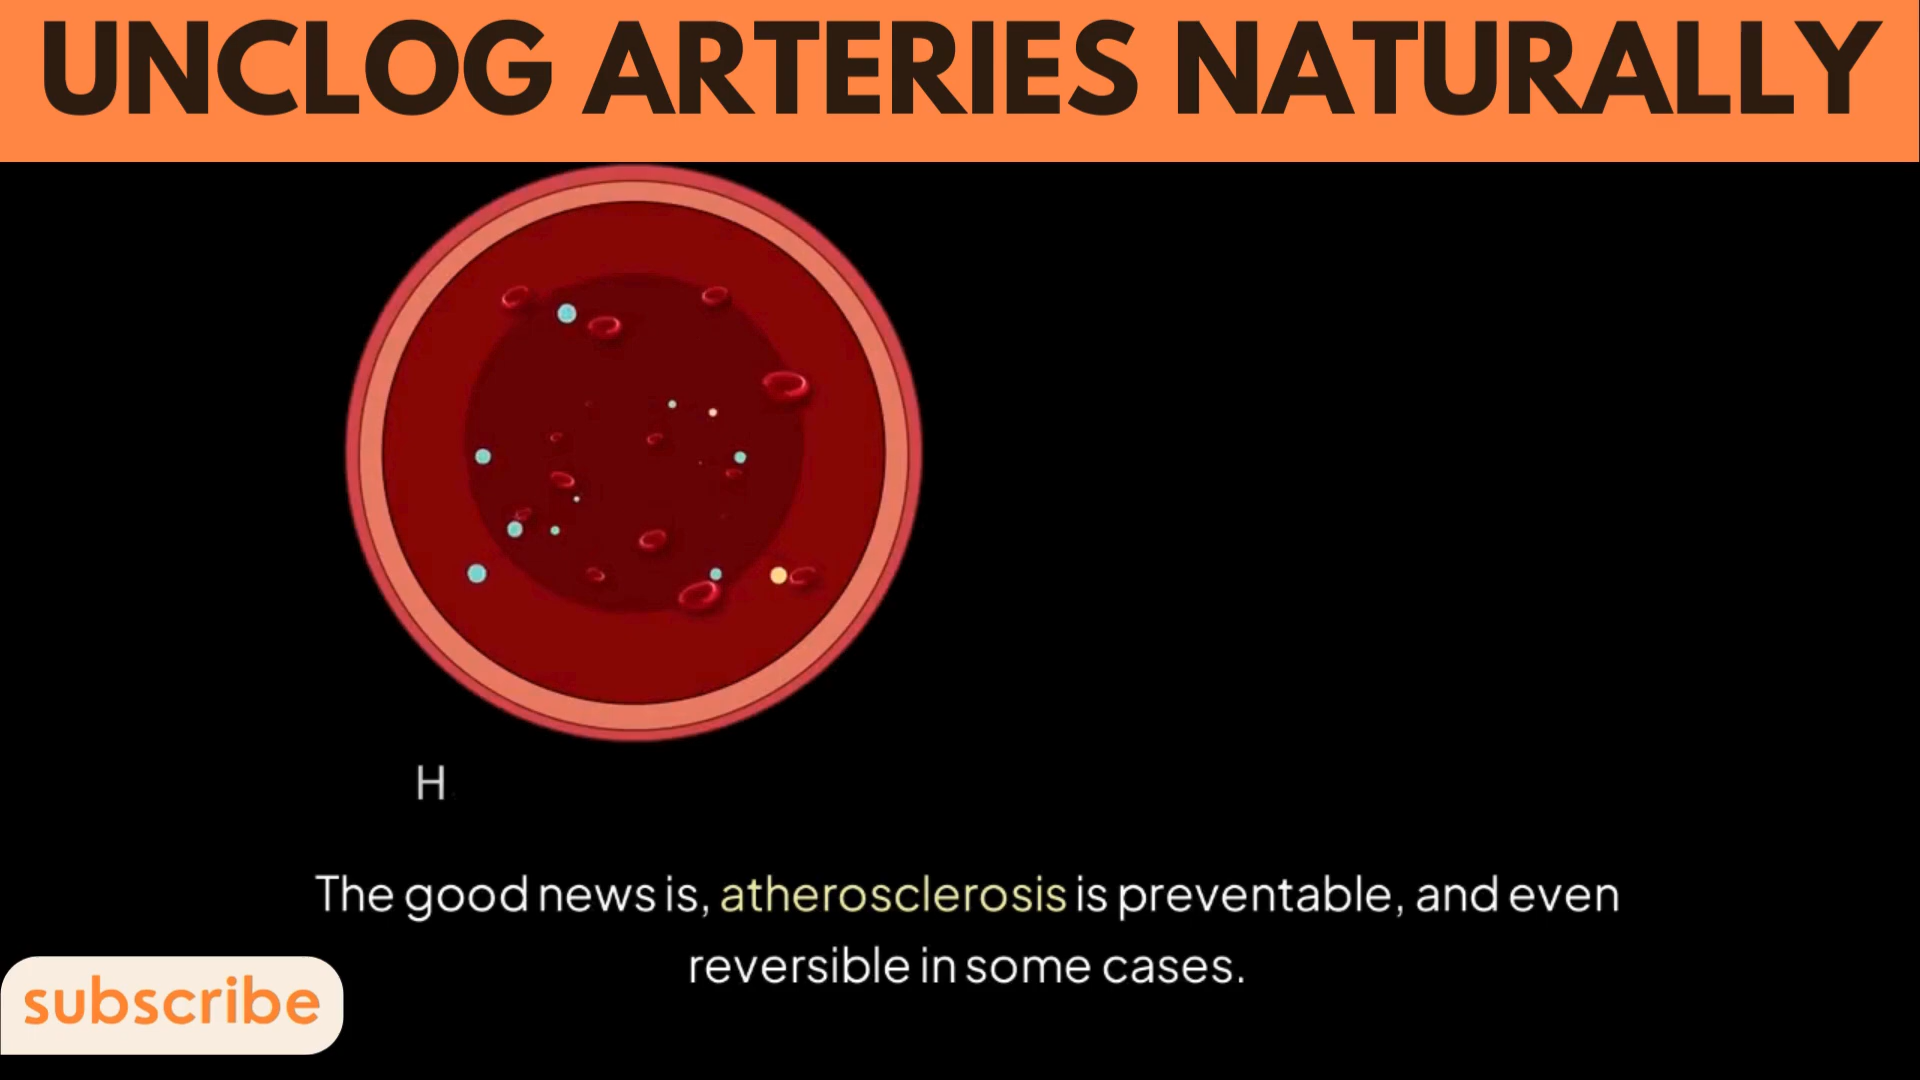 UNCLOG ARTERIES NATURALLY
H
The good news is, atherosclerosis is preventable, and even
reversible in some cases.
subscribe